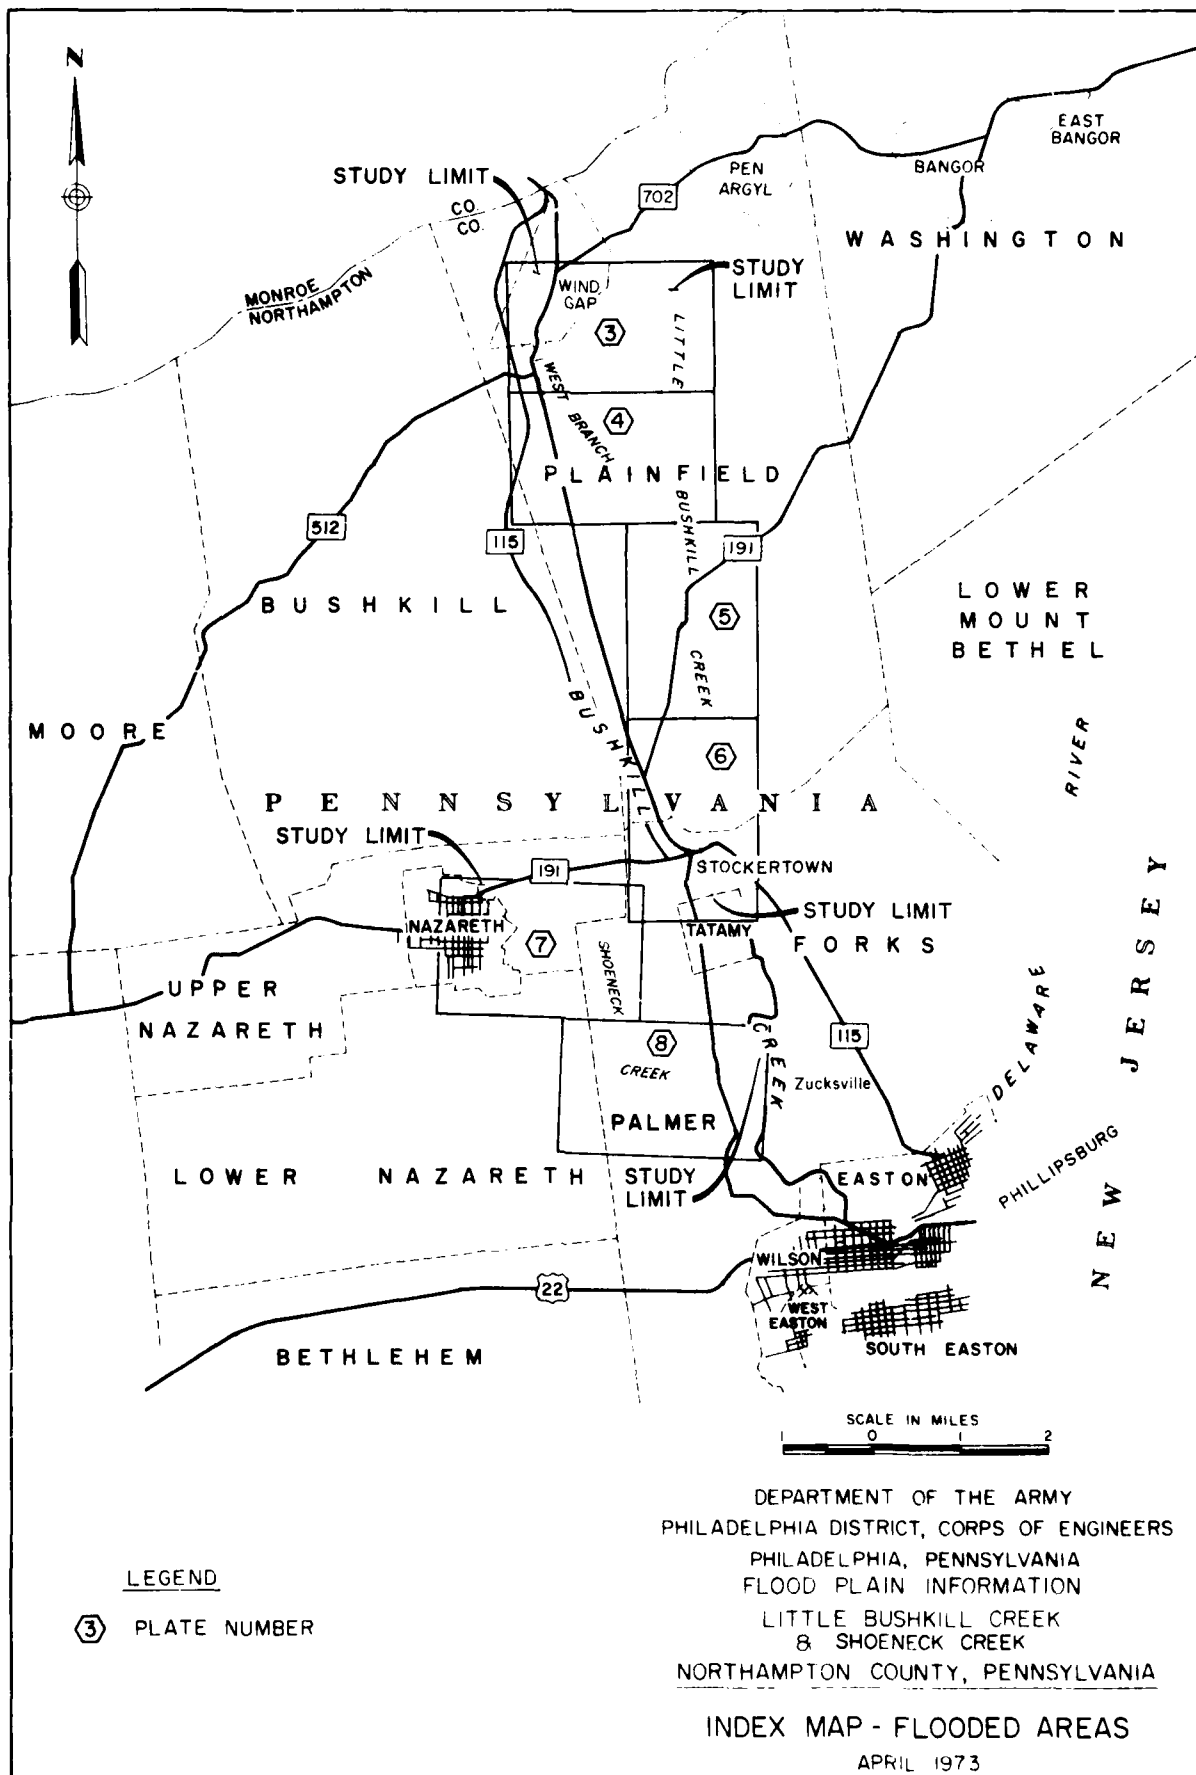 N
EAST
BANGOR
BANGOR
PEN
ARGYL
STUDY LIMIT
702
CO.
CO.
WASHINGTON
MONROE
NORTHAMPTON
WIND
GAP
STUDY
LIMIT
3
LITTLE
WEST BRANCH
4
PLAINFIELD
BUSHKILL
512
115
191
BUSHKILL
5
LOWER
MOUNT
BETHEL
CREEK
MOORE
BUSHKILL
6
RIVER
PENNSYLVANIA
STUDY LIMIT
191
STOCKERTOWN
STUDY LIMIT
NAZARETH
7
TATAMY
FORKS
SHOENECK
UPPER
NAZARETH
DELAWARE
NEW JERSEY
8
CREEK
CREEK
115
Zucksville
PALMER
LOWER NAZARETH
STUDY
LIMIT
EASTON
PHILLIPSBURG
WILSON
22
WEST
EASTON
SOUTH EASTON
BETHLEHEM
SCALE IN MILES
1 0 1 2
DEPARTMENT OF THE ARMY
PHILADELPHIA DISTRICT, CORPS OF ENGINEERS
PHILADELPHIA, PENNSYLVANIA
FLOOD PLAIN INFORMATION
LITTLE BUSHKILL CREEK
& SHOENECK CREEK
NORTHAMPTON COUNTY, PENNSYLVANIA
INDEX MAP - FLOODED AREAS
APRIL 1973
LEGEND
3 PLATE NUMBER